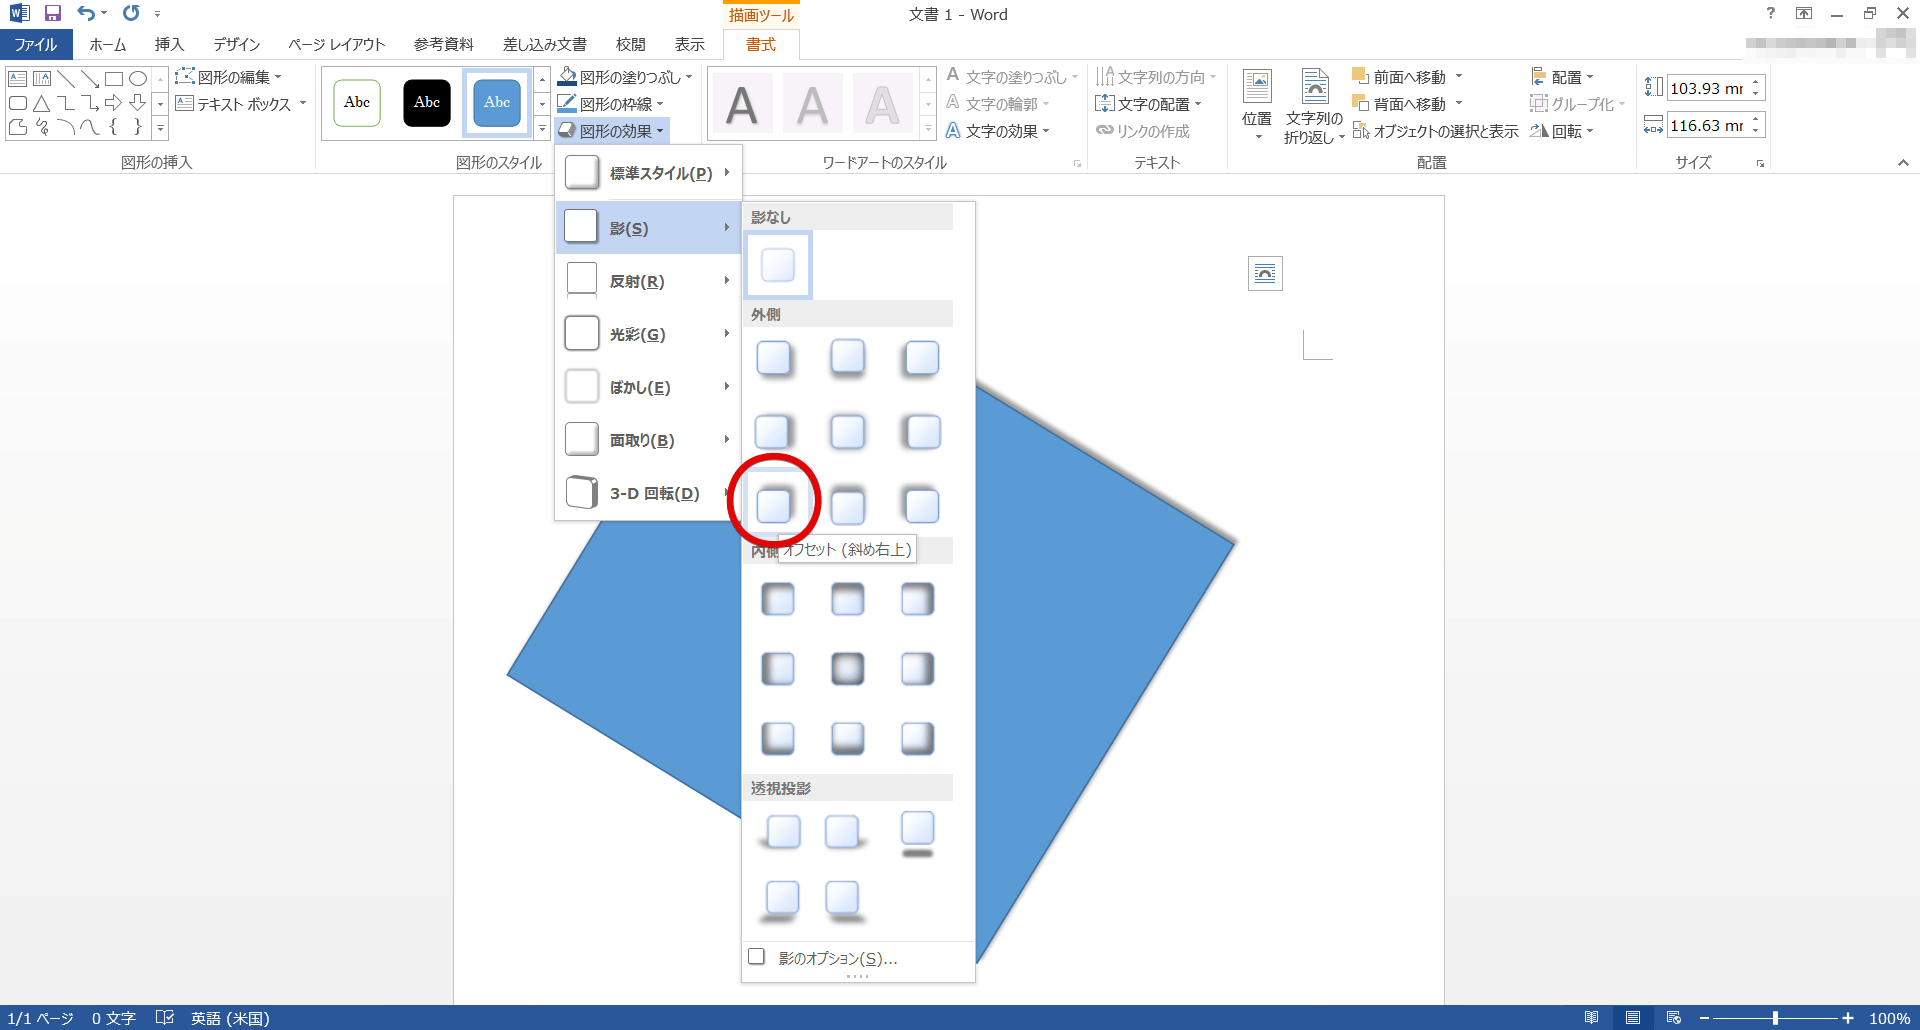 描画ツール
文書 1 - Word
?
ファイル
ホーム
挿入
デザイン
ページ レイアウト
参考資料
差し込み文書
校閲
表示
書式
図形の編集
テキスト ボックス
図形の挿入
Abc
Abc
Abc
図形の塗りつぶし
図形の枠線
図形の効果
図形のスタイル
A
A
A
文字の塗りつぶし
文字の輪郭
文字の効果
ワードアートのスタイル
文字列の方向
文字の配置
リンクの作成
テキスト
位置
文字列の
折り返し
前面へ移動
背面へ移動
オブジェクトの選択と表示
配置
グループ化
回転
配置
103.93 mr
116.63 mr
サイズ
標準スタイル(P)
影(S)
反射(R)
光彩(G)
ぼかし(E)
面取り(B)
3-D 回転(D)
影なし
外側
内側
オフセット (斜め右上)
透視投影
影のオプション(S)...
1/1 ページ
0 文字
英語 (米国)
100%